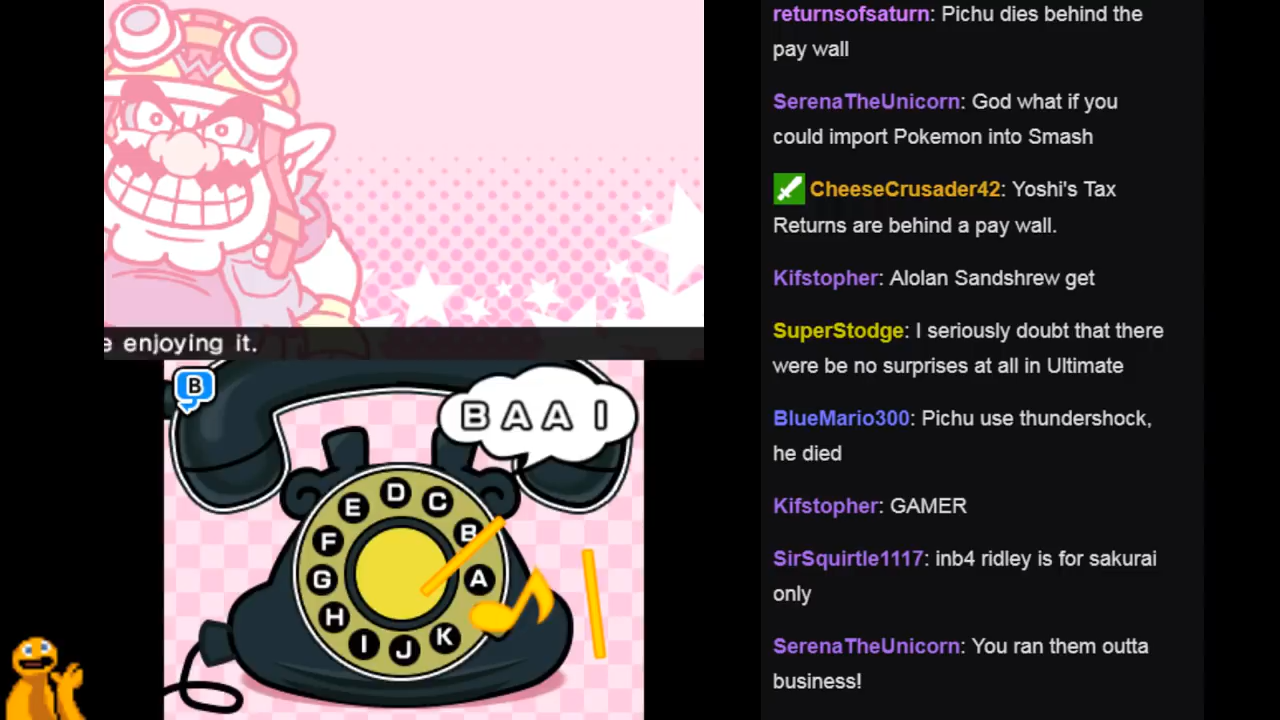 W
e enjoying it.
B
B A A I
D
E
C
F
B
G
A
H
I
J
K
returnsofsaturn: Pichu dies behind the
pay wall
SerenaTheUnicorn: God what if you
could import Pokemon into Smash
CheeseCrusader42: Yoshi's Tax
Returns are behind a pay wall.
Kifstopher: Alolan Sandshrew get
SuperStodge: I seriously doubt that there
were be no surprises at all in Ultimate
BlueMario300: Pichu use thundershock,
he died
Kifstopher: GAMER
SirSquirtle1117: inb4 ridley is for sakurai
only
SerenaTheUnicorn: You ran them outta
business!